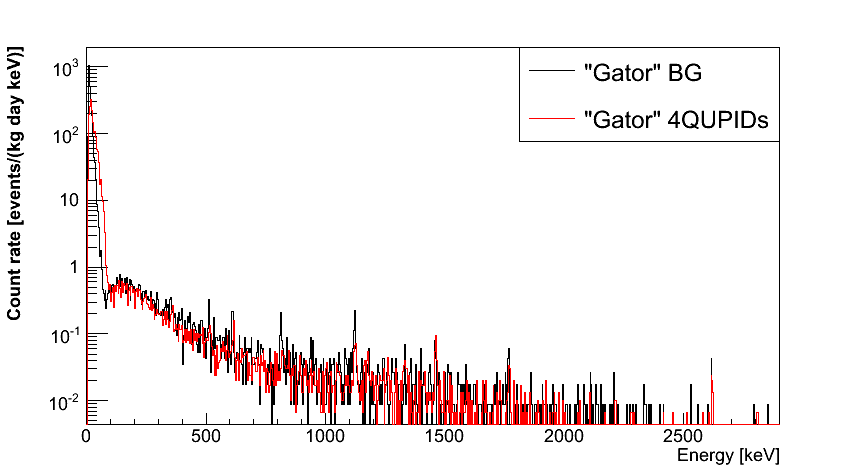 Count rate [events/(kg day keV)]
10³
10²
10
1
10⁻¹
10⁻²
"Gator" BG
"Gator" 4QUPIDs
0 500 1000 1500 2000 2500
Energy [keV]